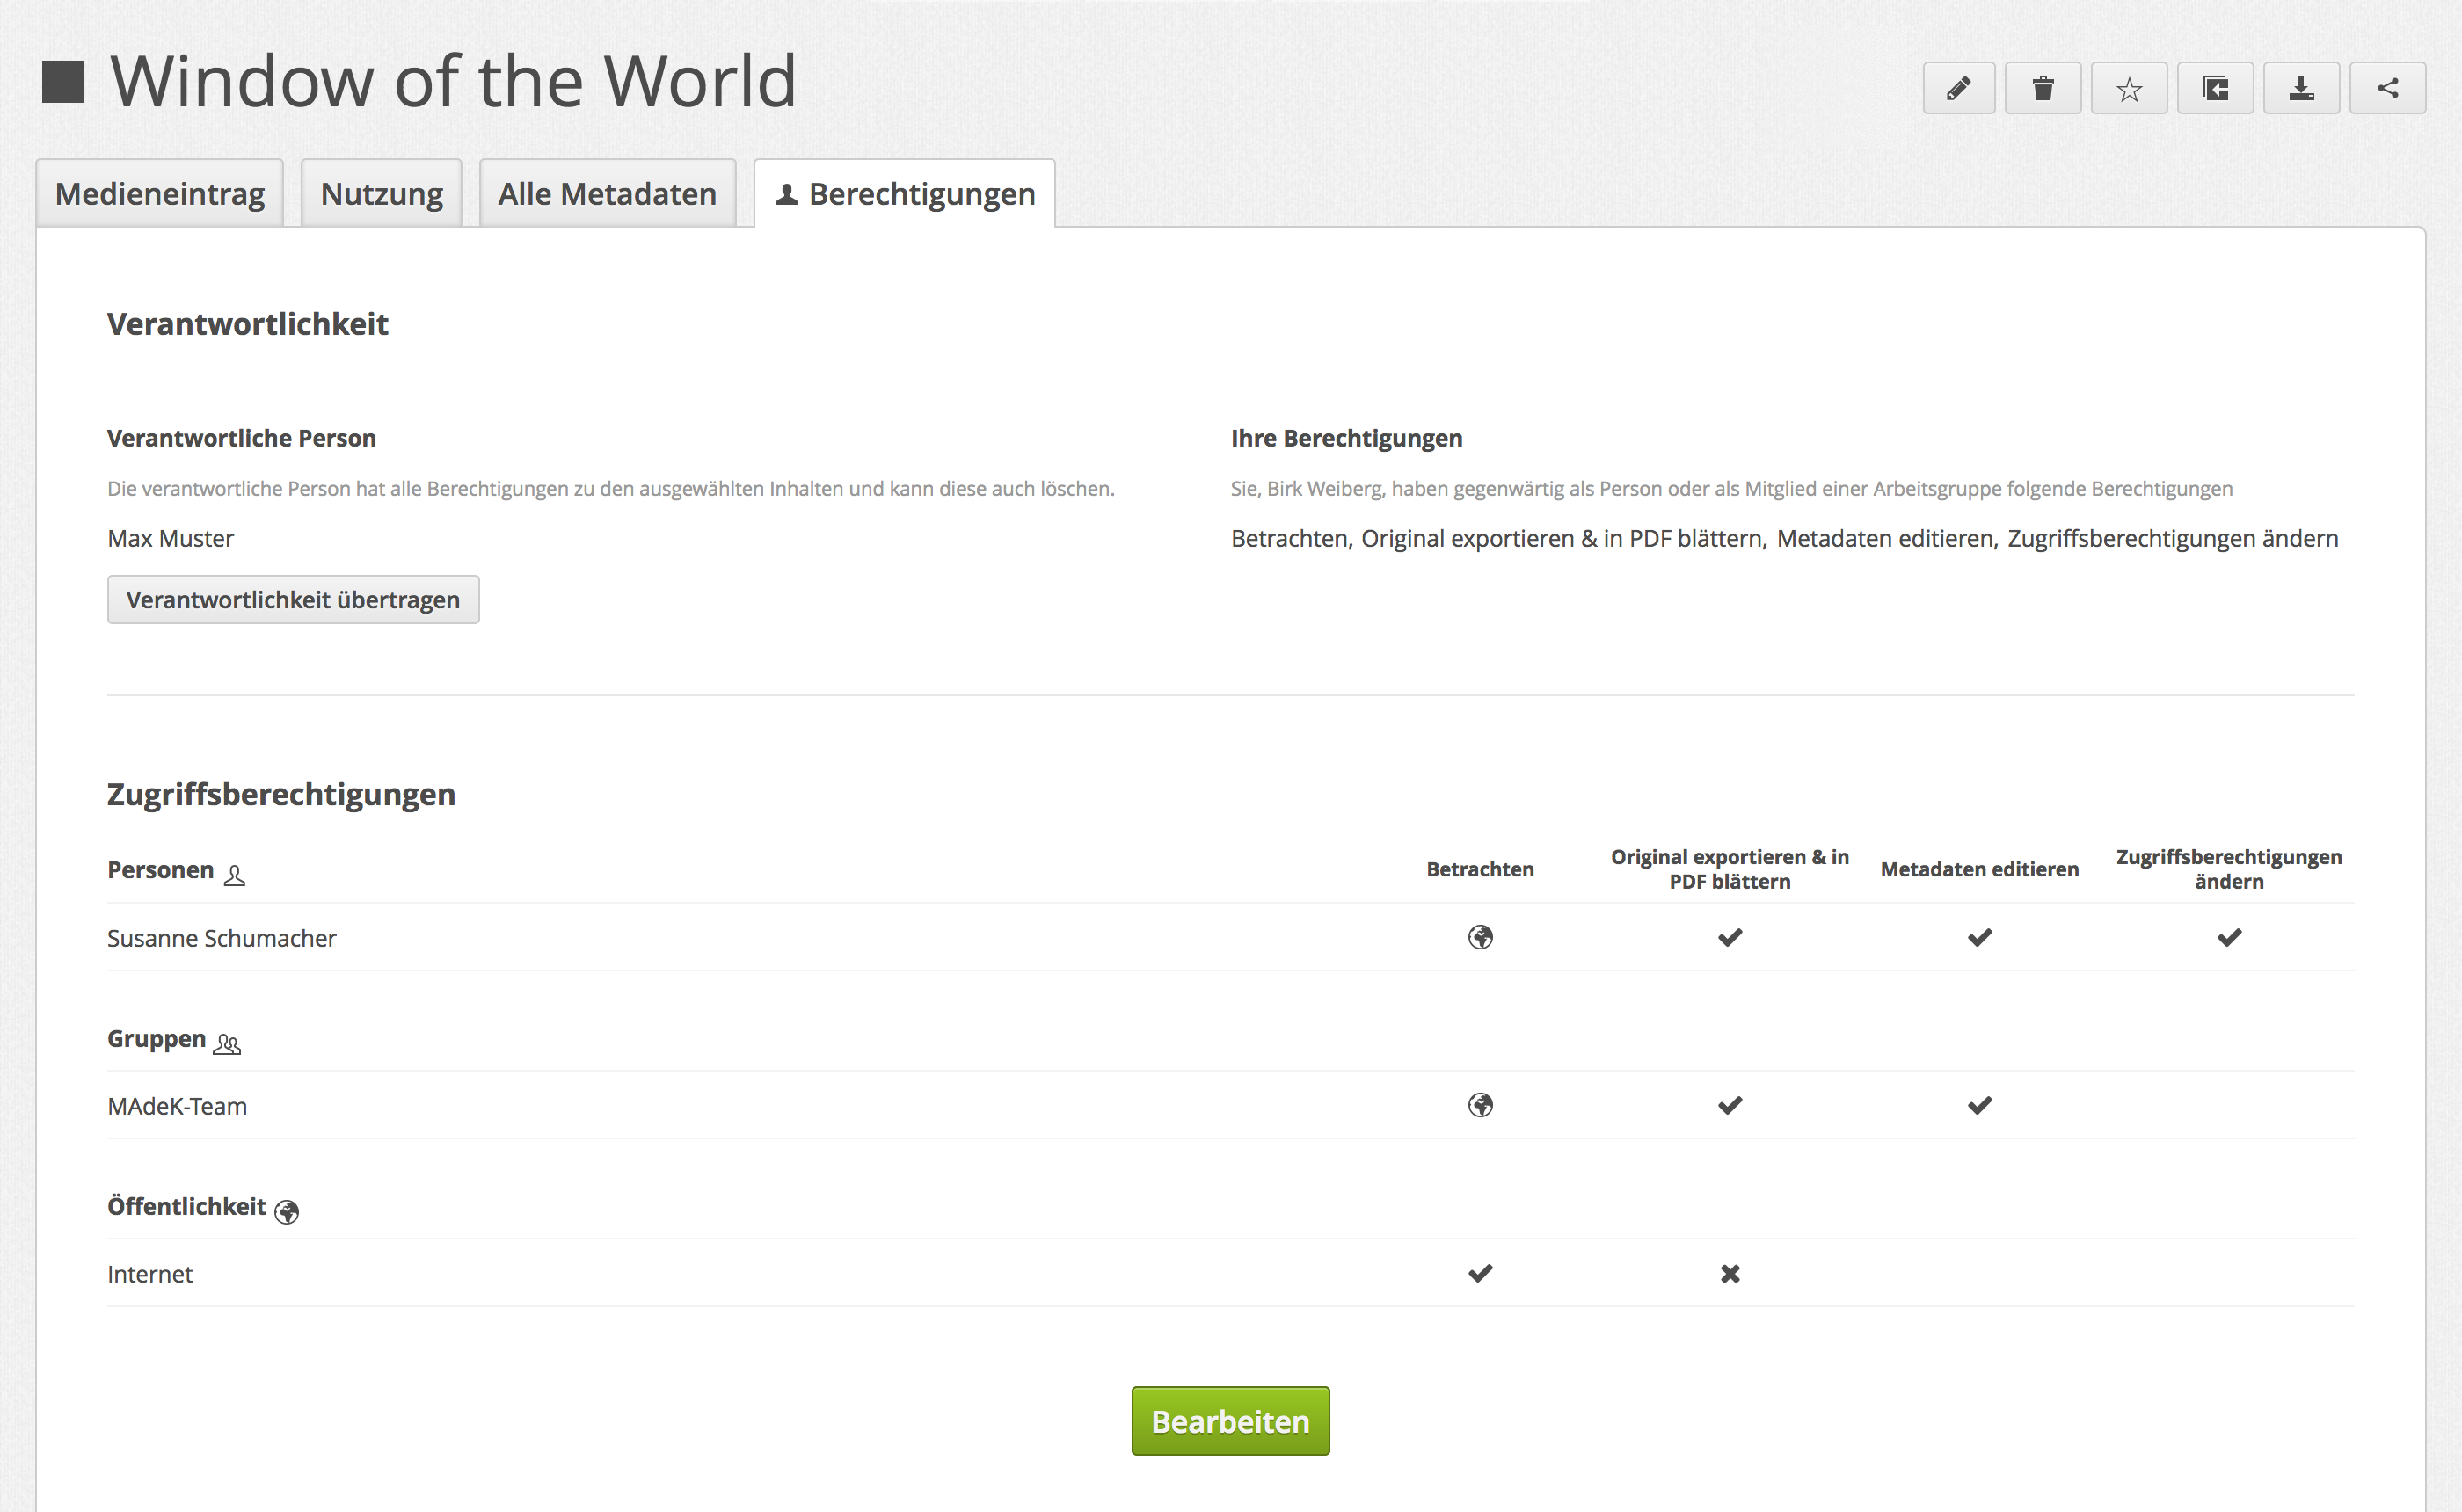 Window of the World
Medieneintrag
Nutzung
Alle Metadaten
Berechtigungen
Verantwortlichkeit
Verantwortliche Person
Die verantwortliche Person hat alle Berechtigungen zu den ausgewählten Inhalten und kann diese auch löschen.
Max Muster
Verantwortlichkeit übertragen
Ihre Berechtigungen
Sie, Birk Weiberg, haben gegenwärtig als Person oder als Mitglied einer Arbeitsgruppe folgende Berechtigungen
Betrachten, Original exportieren & in PDF blättern, Metadaten editieren, Zugriffsberechtigungen ändern
Zugriffsberechtigungen
Personen
Betrachten
Original exportieren & in
PDF blättern
Metadaten editieren
Zugriffsberechtigungen
ändern
Susanne Schumacher
Gruppen
MAdeK-Team
Öffentlichkeit
Internet
Bearbeiten